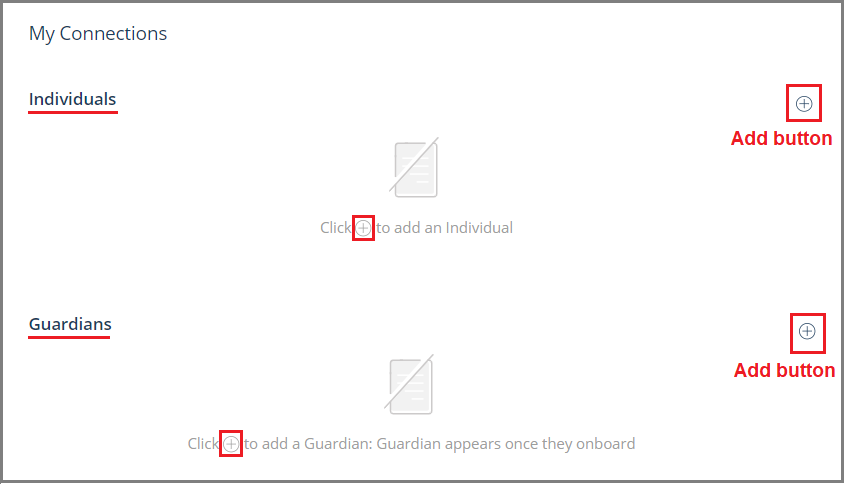 My Connections
Individuals
Add button
Click to add an Individual
Guardians
Add button
Click to add a Guardian: Guardian appears once they onboard